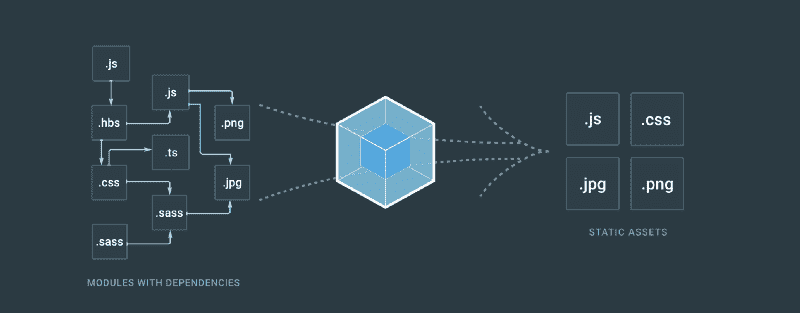 .js
.js
.hbs
.png
.ts
.css
.jpg
.sass
.sass
MODULES WITH DEPENDENCIES
.js
.css
.jpg
.png
STATIC ASSETS